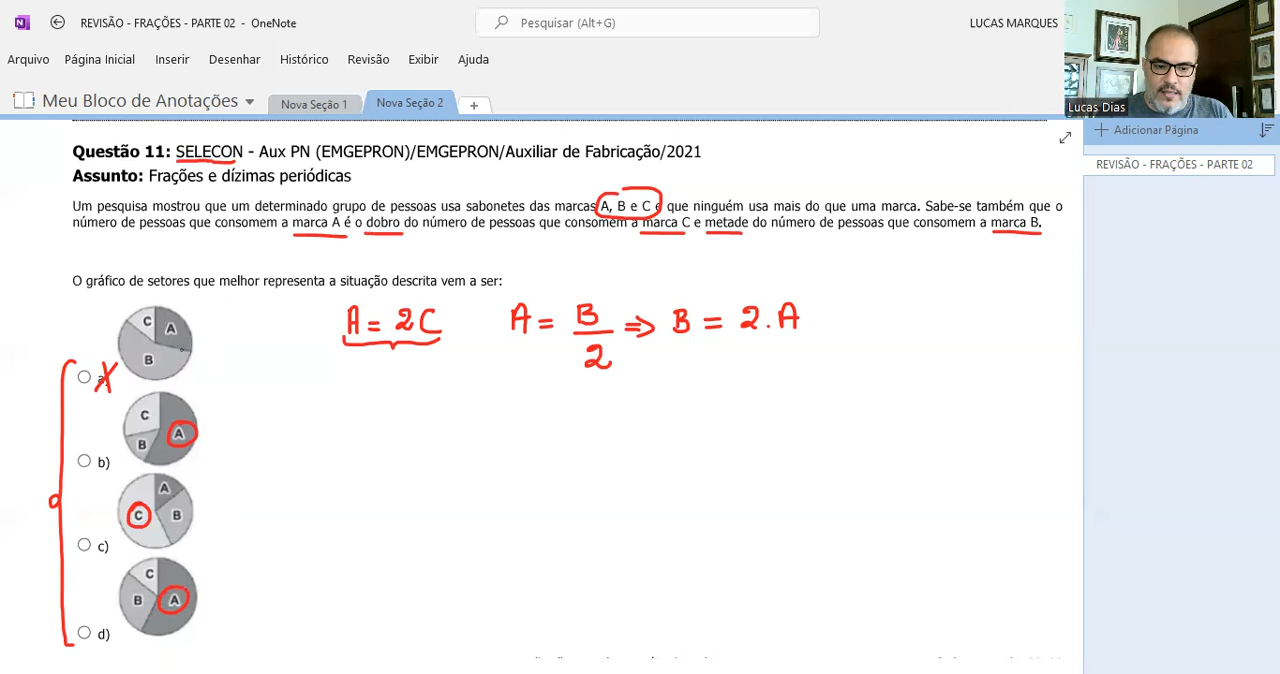 REVISÃO - FRAÇÕES - PARTE 02 - OneNote
Pesquisar (Alt+G)
LUCAS MARQUES
Arquivo Página Inicial Inserir Desenhar Histórico Revisão Exibir Ajuda
Lucas Dias
Meu Bloco de Anotações
Nova Seção 1
Nova Seção 2
Adicionar Página
REVISÃO - FRAÇÕES - PARTE 02
Questão 11: SELECON - Aux PN (EMGEPRON)/EMGEPRON/Auxiliar de Fabricação/2021
Assunto: Frações e dízimas periódicas
Um pesquisa mostrou que um determinado grupo de pessoas usa sabonetes das marcas A, B e C e que ninguém usa mais do que uma marca. Sabe-se também que o
número de pessoas que consomem a marca A é o dobro do número de pessoas que consomem a marca C e metade do número de pessoas que consomem a marca B.
O gráfico de setores que melhor representa a situação descrita vem a ser:
A = 2C
A = B/2 => B = 2.A
C A
B
a)
C
A
B
b)
A
C B
c)
C
B A
d)